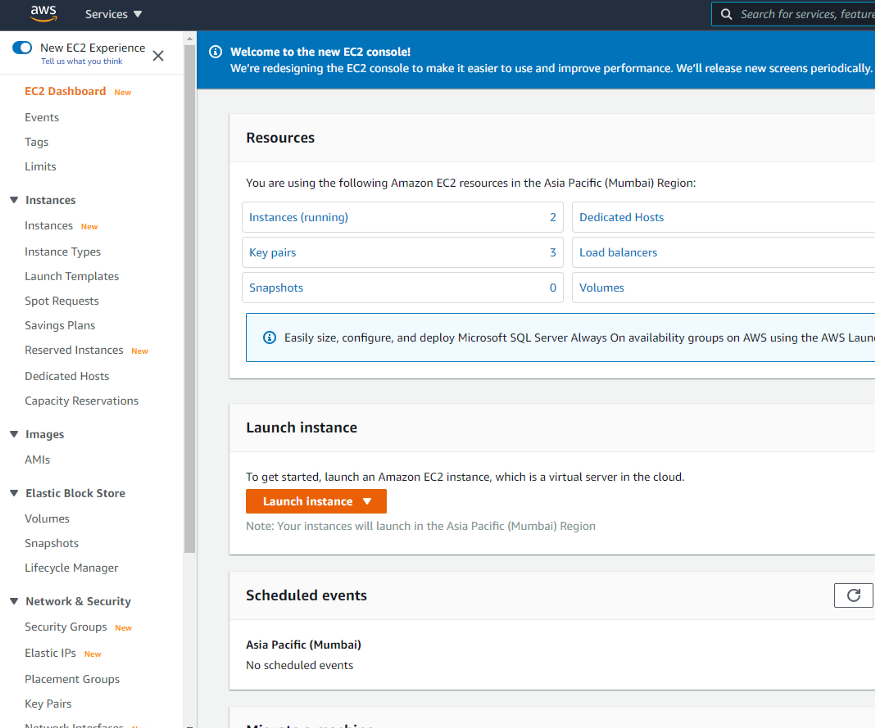 aws
Services
Search for services, feature
New EC2 Experience
Tell us what you think
EC2 Dashboard New
Events
Tags
Limits
Instances
Instances New
Instance Types
Launch Templates
Spot Requests
Savings Plans
Reserved Instances New
Dedicated Hosts
Capacity Reservations
Images
AMIs
Elastic Block Store
Volumes
Snapshots
Lifecycle Manager
Network & Security
Security Groups New
Elastic IPs New
Placement Groups
Key Pairs
Network Interfaces
Welcome to the new EC2 console!
We're redesigning the EC2 console to make it easier to use and improve performance. We'll release new screens periodically.
Resources
You are using the following Amazon EC2 resources in the Asia Pacific (Mumbai) Region:
Instances (running) 2
Dedicated Hosts
Key pairs 3
Load balancers
Snapshots 0
Volumes
Easily size, configure, and deploy Microsoft SQL Server Always On availability groups on AWS using the AWS Laun
Launch instance
To get started, launch an Amazon EC2 instance, which is a virtual server in the cloud.
Launch instance
Note: Your instances will launch in the Asia Pacific (Mumbai) Region
Scheduled events
Asia Pacific (Mumbai)
No scheduled events
Migrate a machine